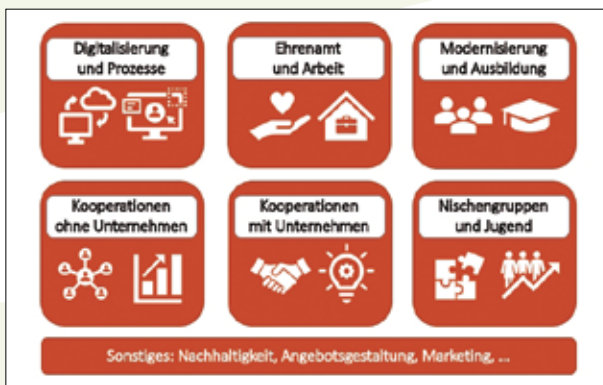 Digitalisierung
und Prozesse
Ehrenamt
und Arbeit
Modernisierung
und Ausbildung
Kooperationen
ohne Unternehmen
Kooperationen
mit Unternehmen
Nischengruppen
und Jugend
Sonstiges: Nachhaltigkeit, Angebotsgestaltung, Marketing, ...